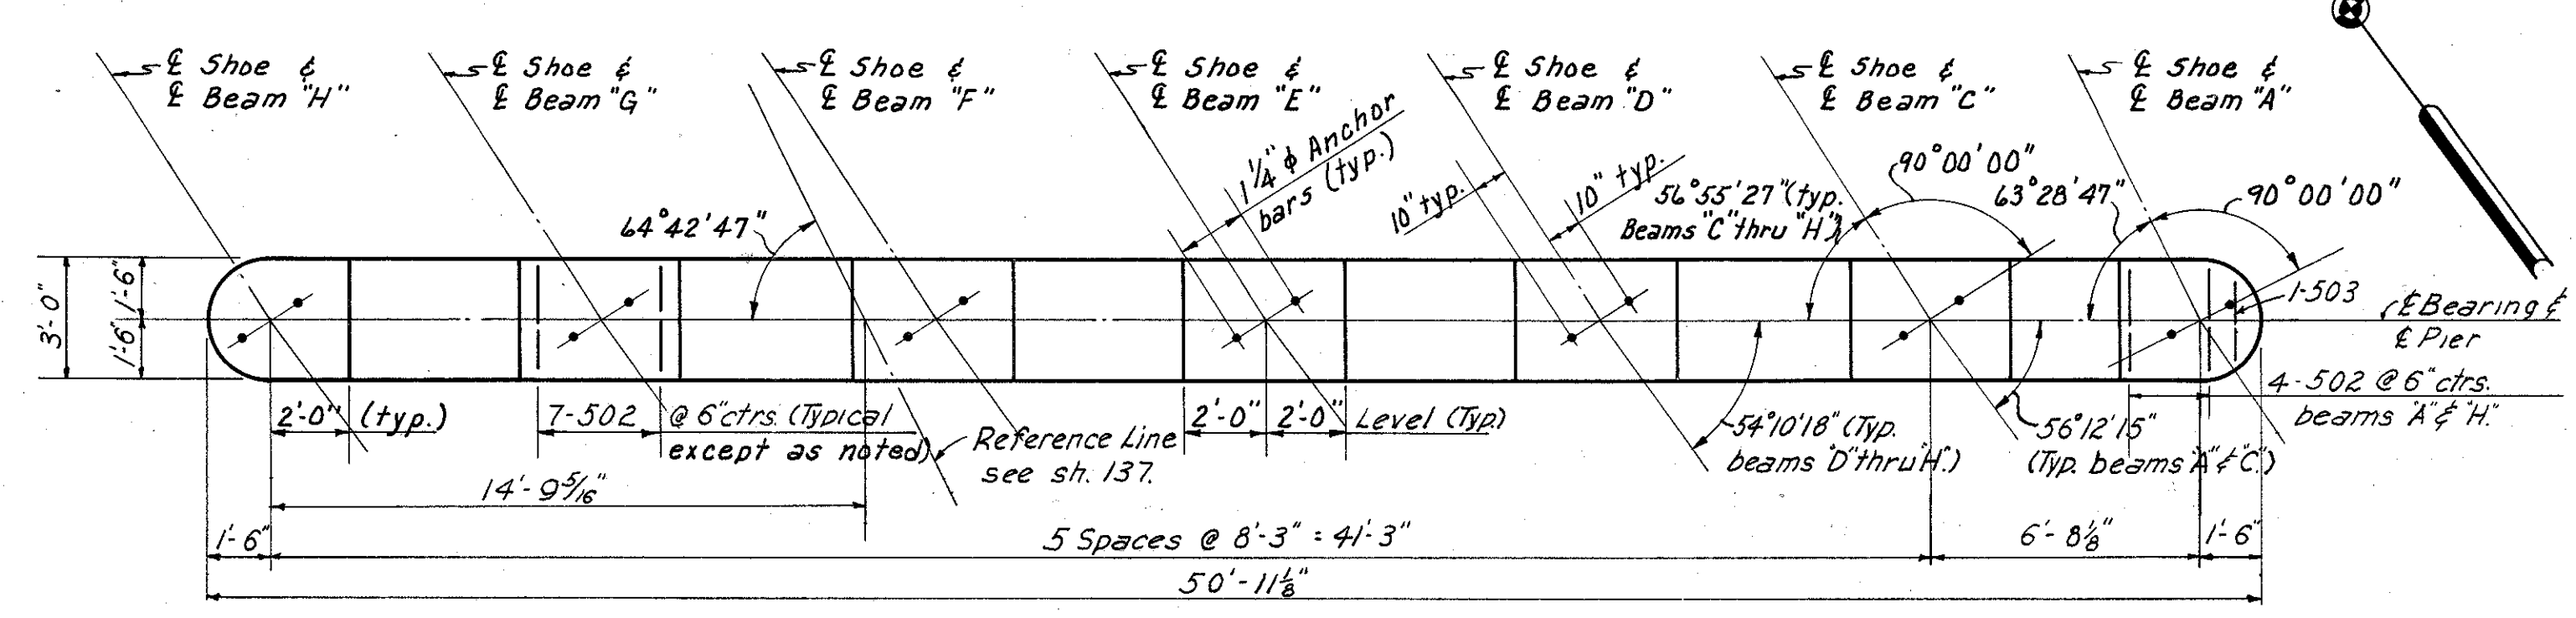 ℄ Shoe &
℄ Beam "H"
℄ Shoe &
℄ Beam "G"
℄ Shoe &
℄ Beam "F"
℄ Shoe &
℄ Beam "E"
℄ Shoe &
℄ Beam "D"
℄ Shoe &
℄ Beam "C"
℄ Shoe &
℄ Beam "A"
1 1/4" ϕ Anchor
bars (typ.)
10" typ.
10" typ.
90°00'00"
56°55'27" (typ.
Beams "C" thru "H")
63°28'47"
90°00'00"
64°42'47"
3'-0"
1'-6"
1'-6"
1-503
℄ Bearing &
℄ Pier
2'-0" (typ.)
7-502 @ 6" ctrs. (Typical
except as noted)
Reference Line
see sh. 137.
2'-0"
2'-0"
Level (Typ.)
54°10'18" (Typ.
beams "D" thru "H".)
56°12'15"
(Typ. beams "A" & "C".)
4-502 @ 6" ctrs.
beams "A" & "H".
14'-9 5/16"
1'-6"
5 Spaces @ 8'-3" = 41'-3"
6'-8 1/8"
1'-6"
50'-11 1/8"